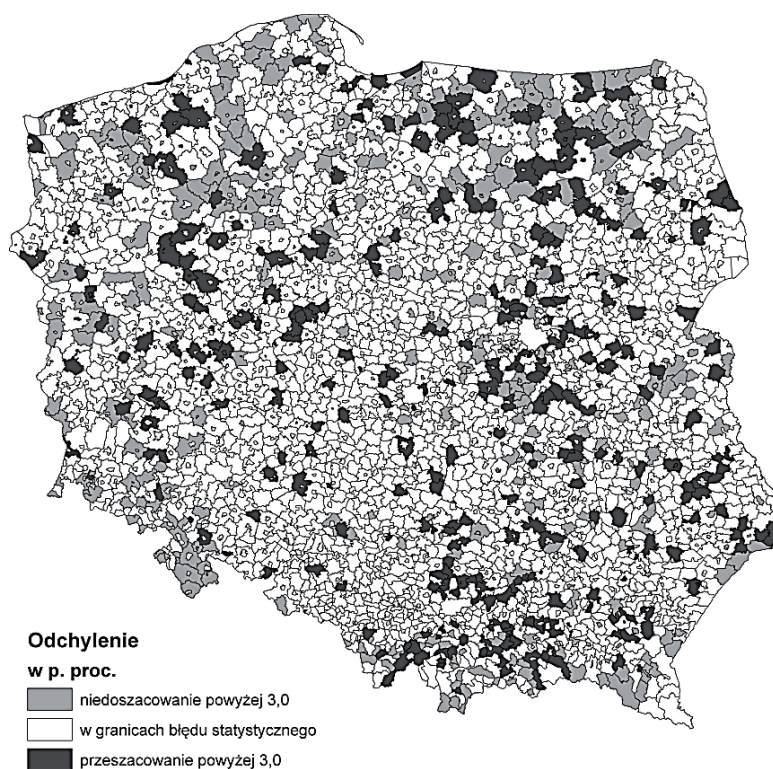 Odchylenie
w p. proc.
niedoszacowanie powyżej 3,0
w granicach błędu statystycznego
przeszacowanie powyżej 3,0